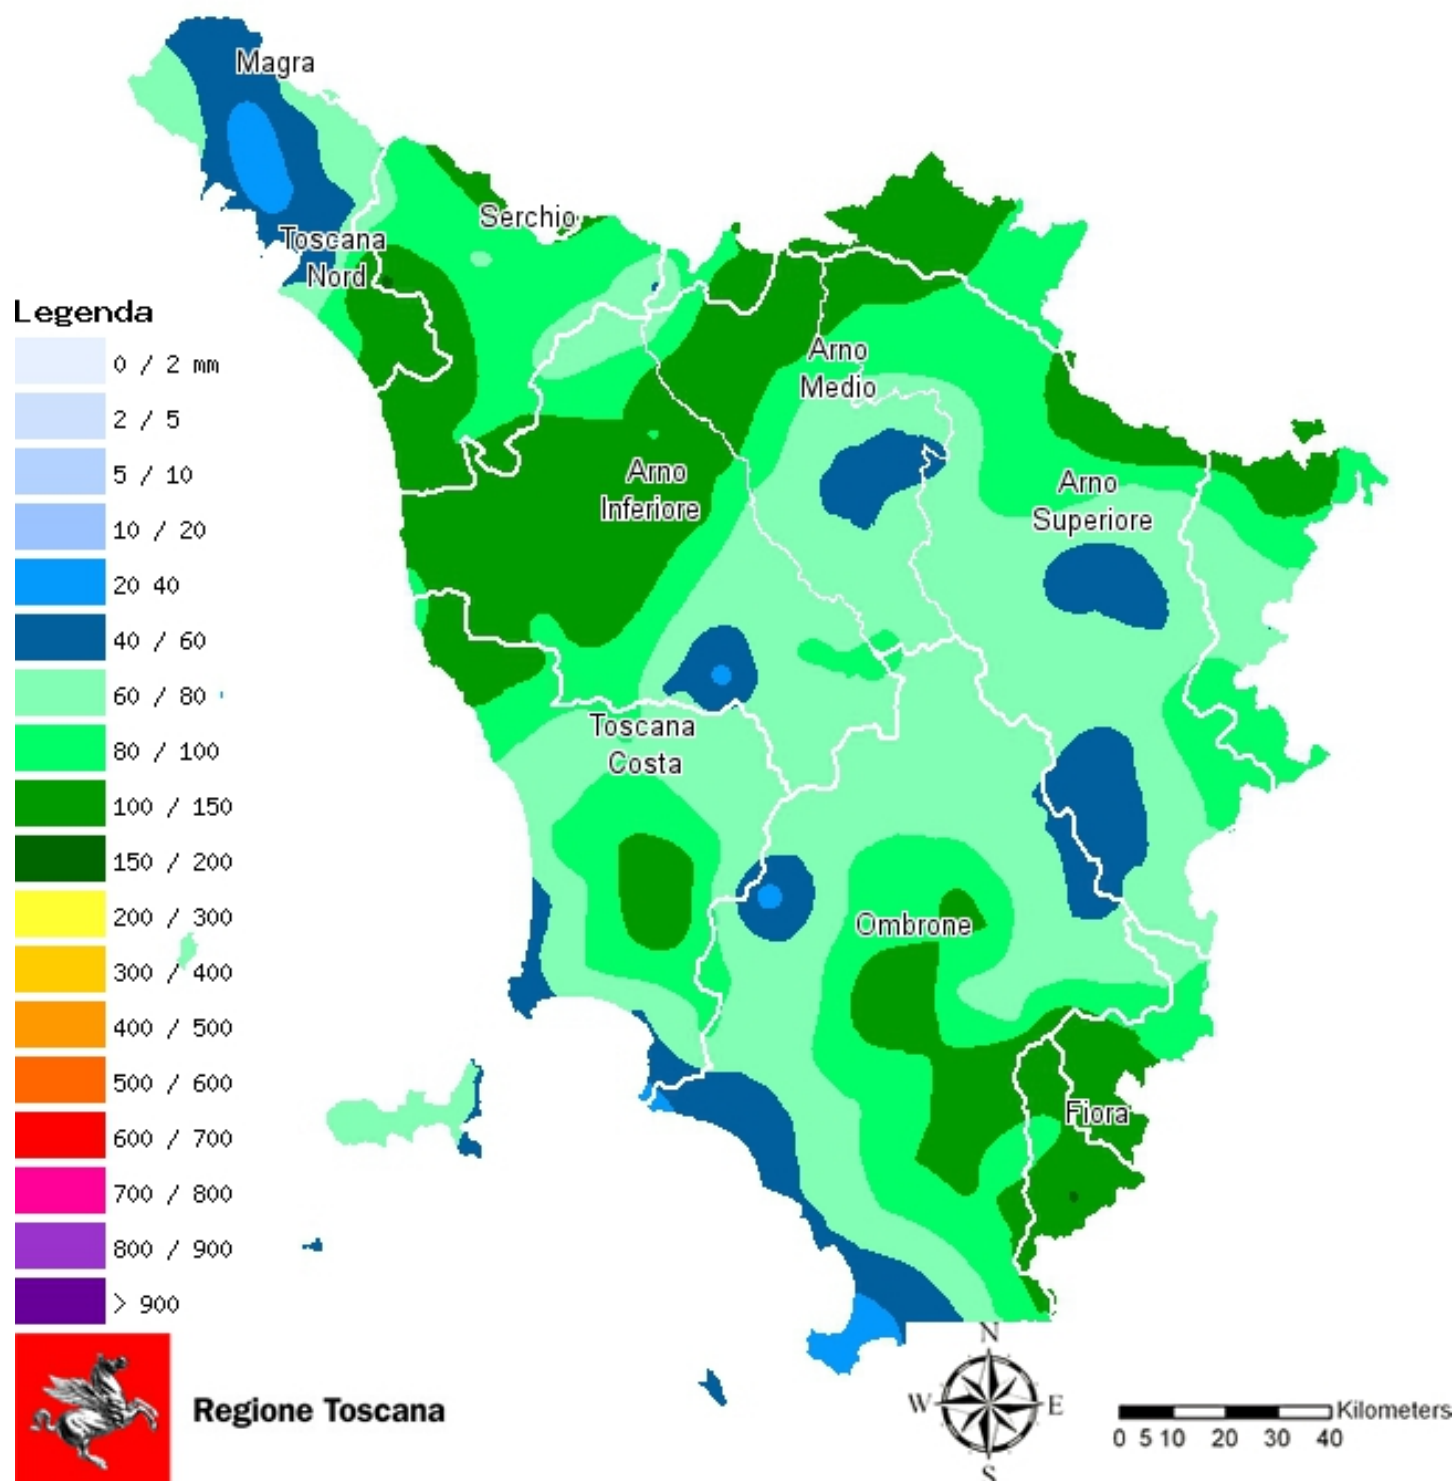 Magra
Serchio
Toscana
Nord
Legenda
0 / 2 mm
2 / 5
5 / 10
10 / 20
20 40
40 / 60
60 / 80
80 / 100
100 / 150
150 / 200
200 / 300
300 / 400
400 / 500
500 / 600
600 / 700
700 / 800
800 / 900
> 900
Arno
Medio
Arno
Inferiore
Arno
Superiore
Toscana
Costa
Ombrone
Fiora
Regione Toscana
N
W
E
S
Kilometers
0 5 10 20 30 40